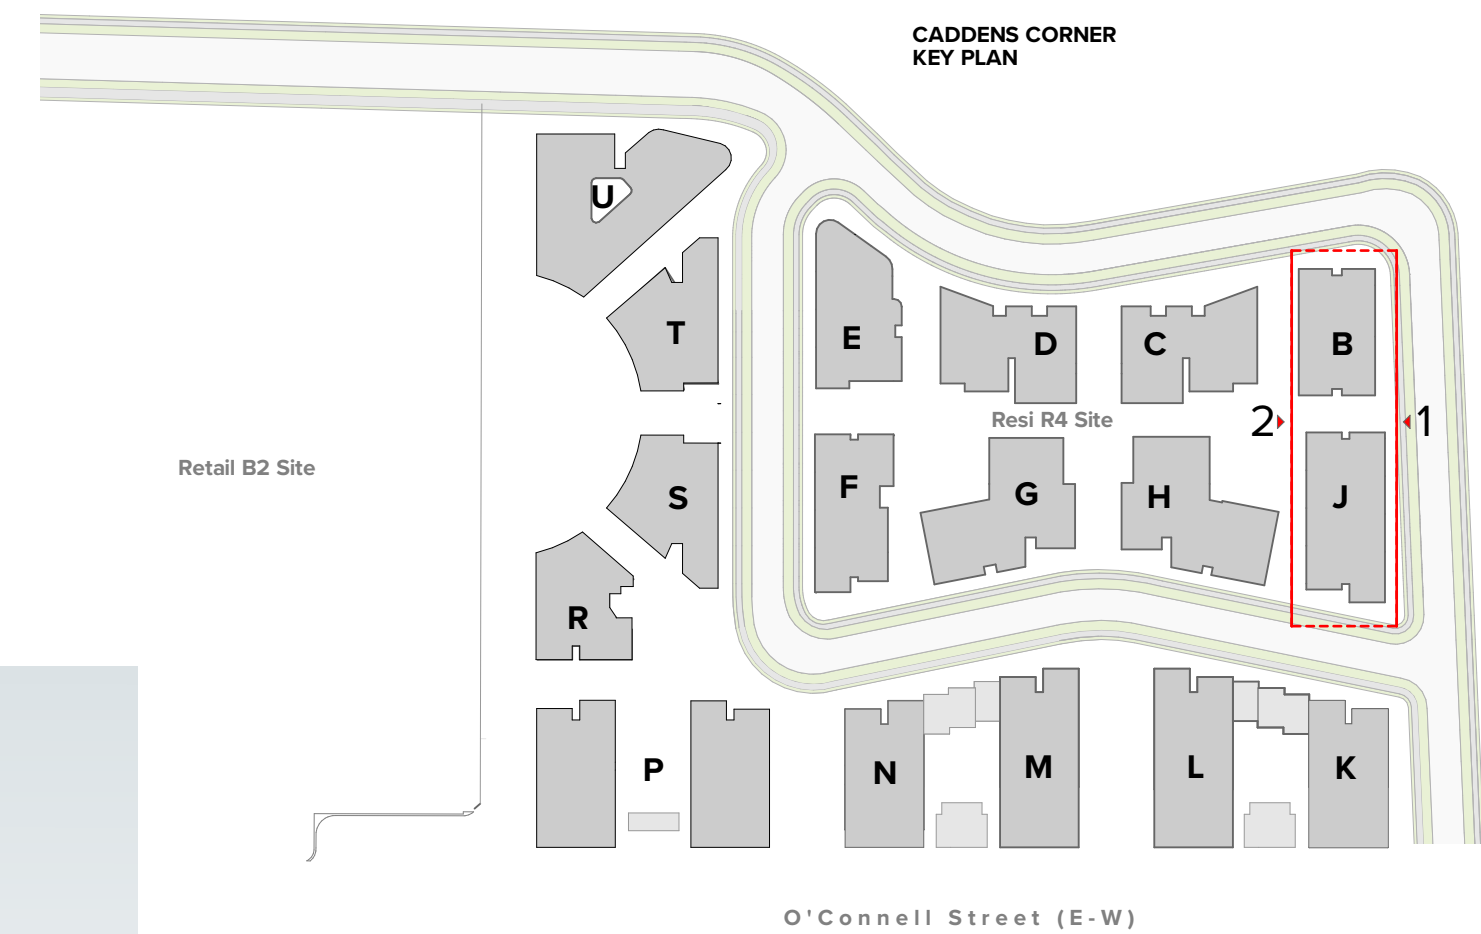 CADDENS CORNER
KEY PLAN
U
T
E
D
C
B
Resi R4 Site
2
1
Retail B2 Site
S
F
G
H
J
R
P
N
M
L
K
O'Connell Street (E-W)